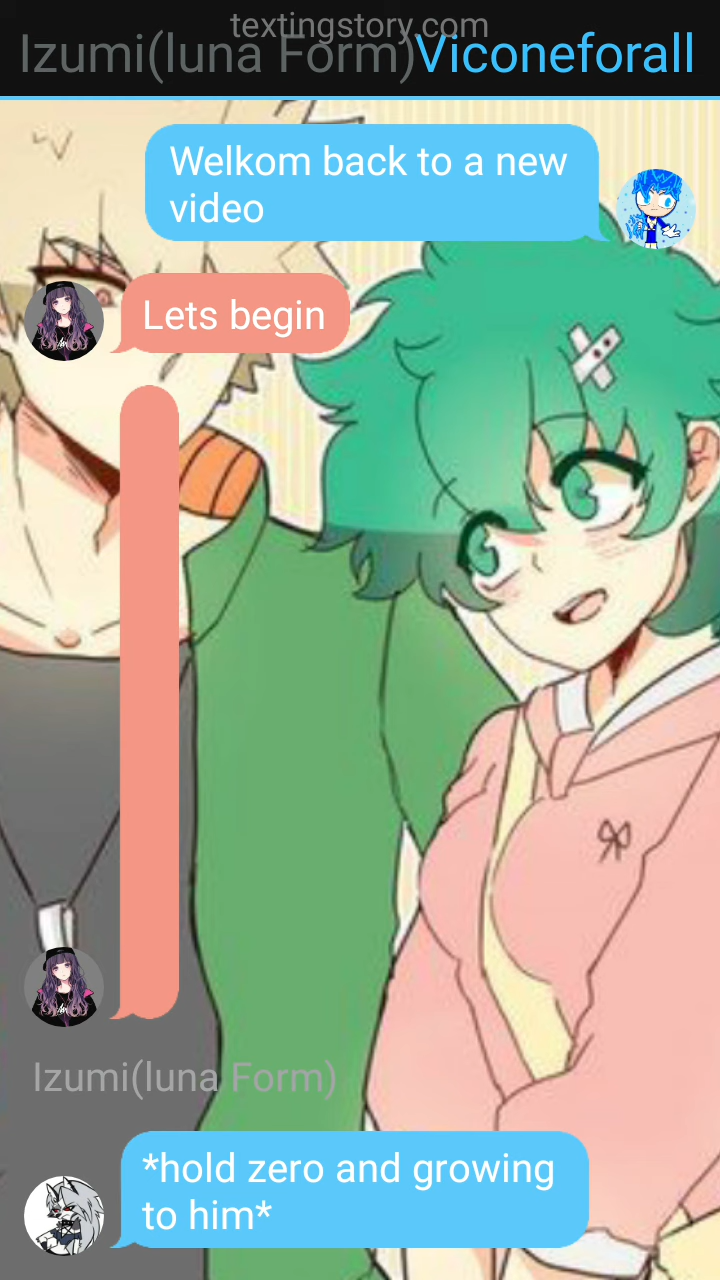 textingstory.com
Izumi(luna Form)Viconeforall
Welkom back to a new
video
Lets begin
Izumi(luna Form)
*hold zero and growing
to him*